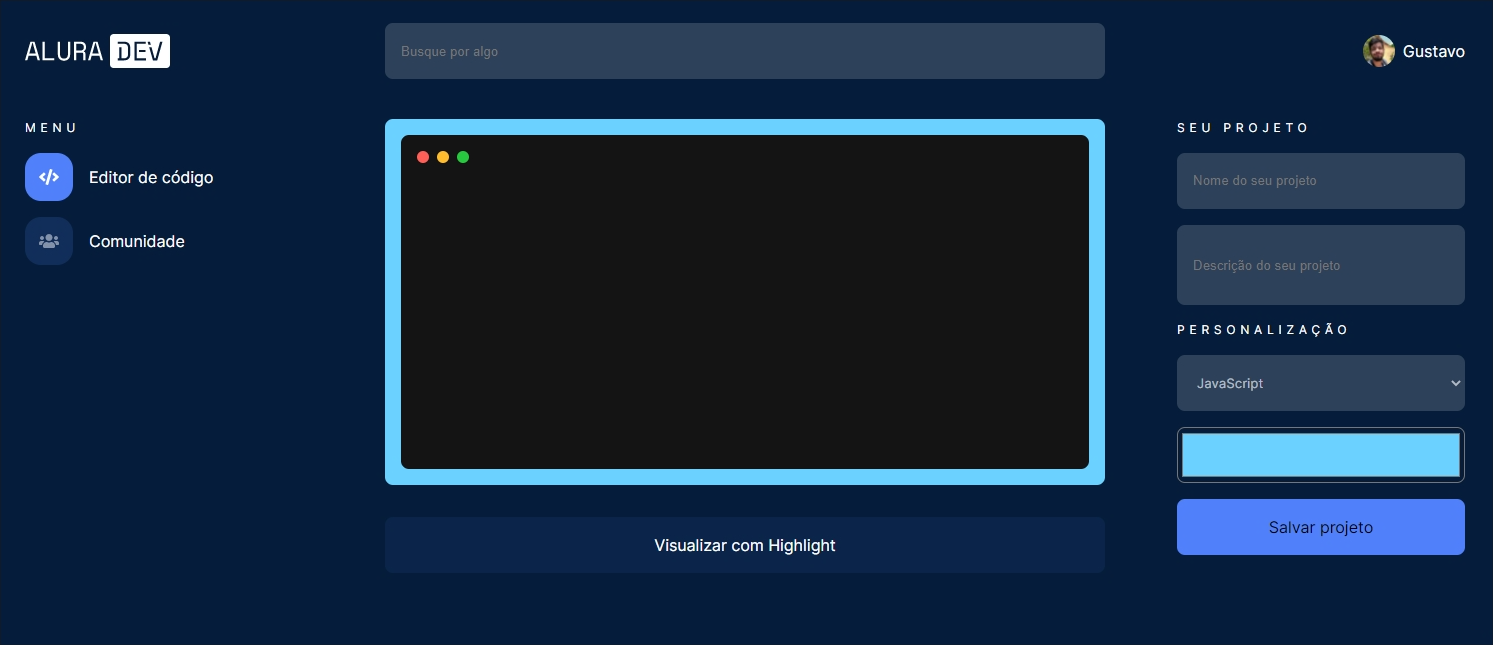 ALURA DEV
Busque por algo
Gustavo
MENU
Editor de código
Comunidade
Visualizar com Highlight
SEU PROJETO
Nome do seu projeto
Descrição do seu projeto
PERSONALIZAÇÃO
JavaScript
Salvar projeto